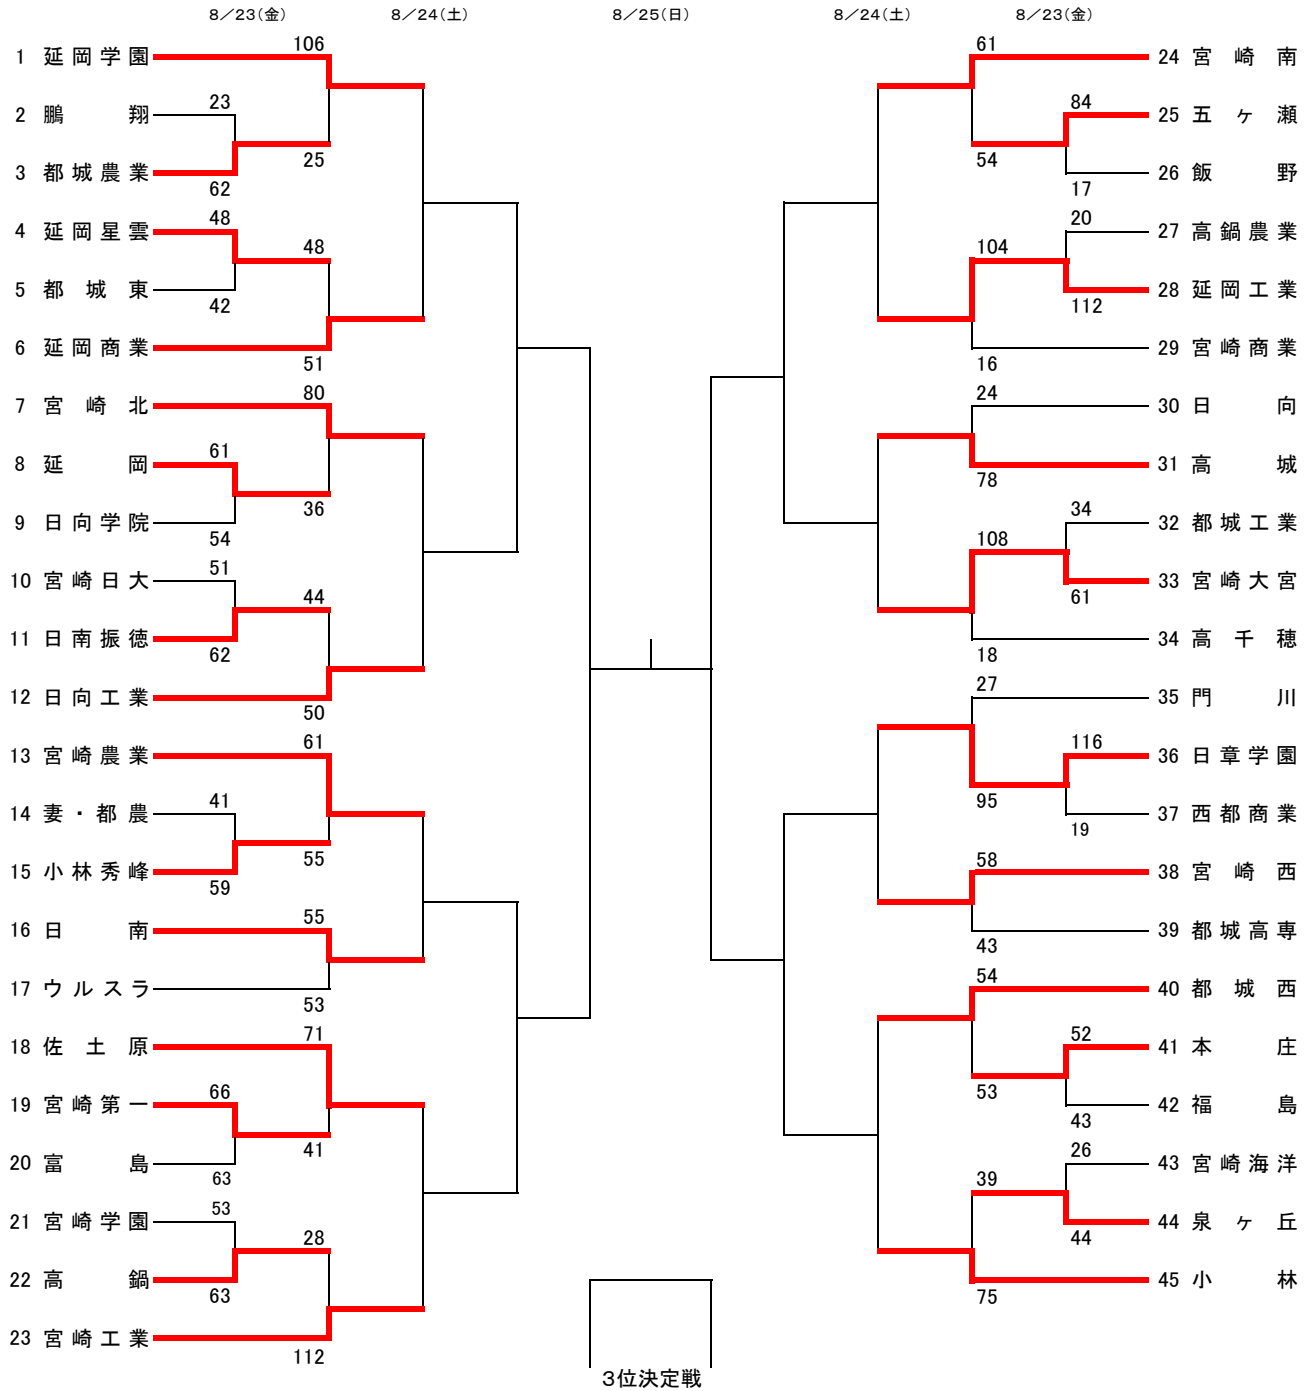 8／23(金) 8／24(土) 8／25(日) 8／24(土) 8／23(金)
106
1 延岡学園
23
2 鵬翔
25
3 都城農業
62
48
4 延岡星雲
48
5 都城東
42
6 延岡商業
51
80
7 宮崎北
61
8 延岡
36
9 日向学院
54
51
10 宮崎日大
44
11 日南振徳
62
12 日向工業
50
61
13 宮崎農業
41
14 妻・都農
55
15 小林秀峰
59
55
16 日南
17 ウルスラ
53
71
18 佐土原
66
19 宮崎第一
41
20 富島
63
53
21 宮崎学園
28
22 高鍋
63
23 宮崎工業
112
61
24 宮崎南
84
25 五ヶ瀬
54
26 飯野
17
20
27 高鍋農業
104
28 延岡工業
112
29 宮崎商業
16
24
30 日向
31 高城
78
34
32 都城工業
108
33 宮崎大宮
61
34 高千穂
18
27
35 門川
116
36 日章学園
95
37 西都商業
19
58
38 宮崎西
39 都城高専
43
54
40 都城西
52
41 本庄
53
42 福島
43
26
43 宮崎海洋
39
44 泉ヶ丘
44
45 小林
75
3位決定戦